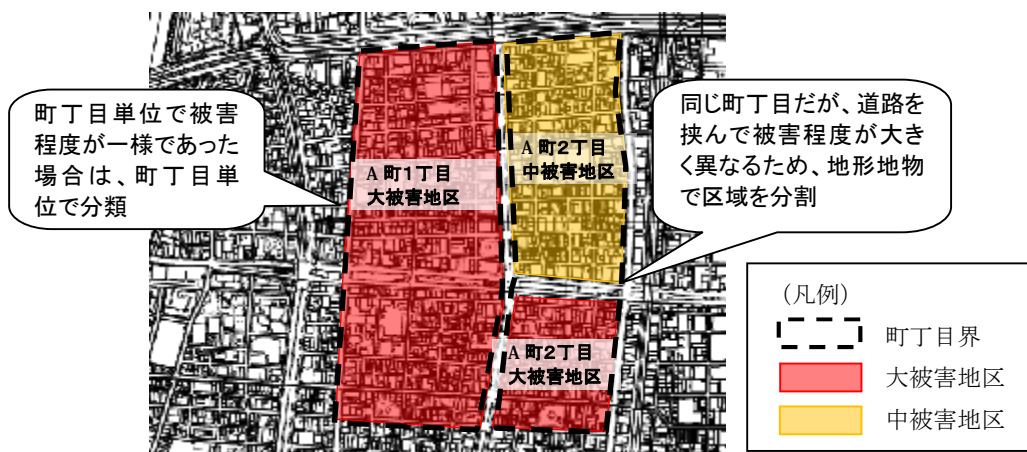 町丁目単位で被害
程度が一様であった
場合は、町丁目単
位で分類
A 町1丁目
大被害地区
A 町2丁目
中被害地区
同じ町丁目だが、道路を
挟んで被害程度が大き
く異なるため、地形地物
で区域を分割
A 町2丁目
大被害地区
（凡例）
町丁目界
大被害地区
中被害地区